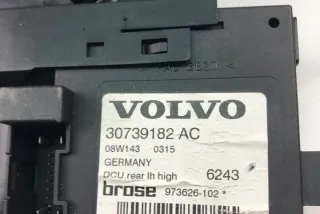 VOLVO
30739182 AC
08W143 0315
GERMANY
DCU rear lh high 6243
brose 973626-102